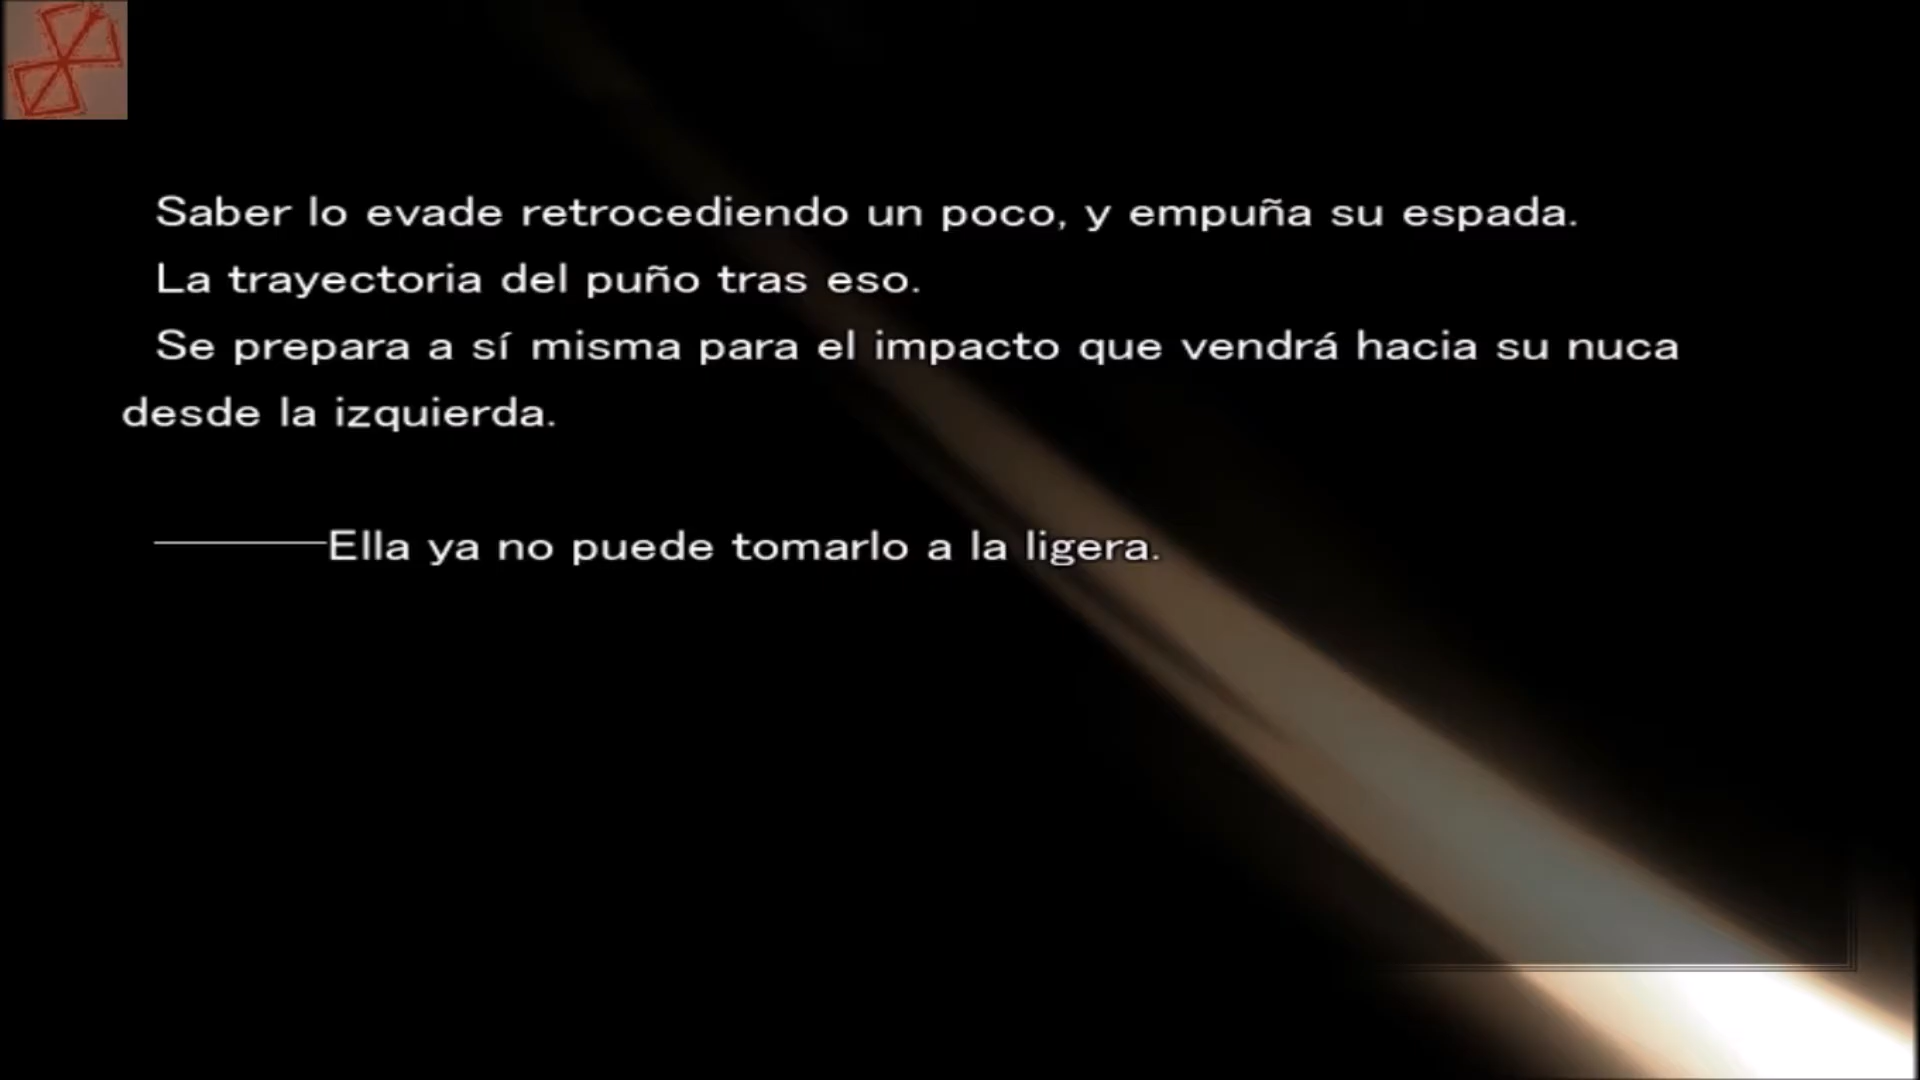 Saber lo evade retrocediendo un poco, y empuña su espada.
La trayectoria del puño tras eso.
Se prepara a sí misma para el impacto que vendrá hacia su nuca
desde la izquierda.
————Ella ya no puede tomarlo a la ligera.